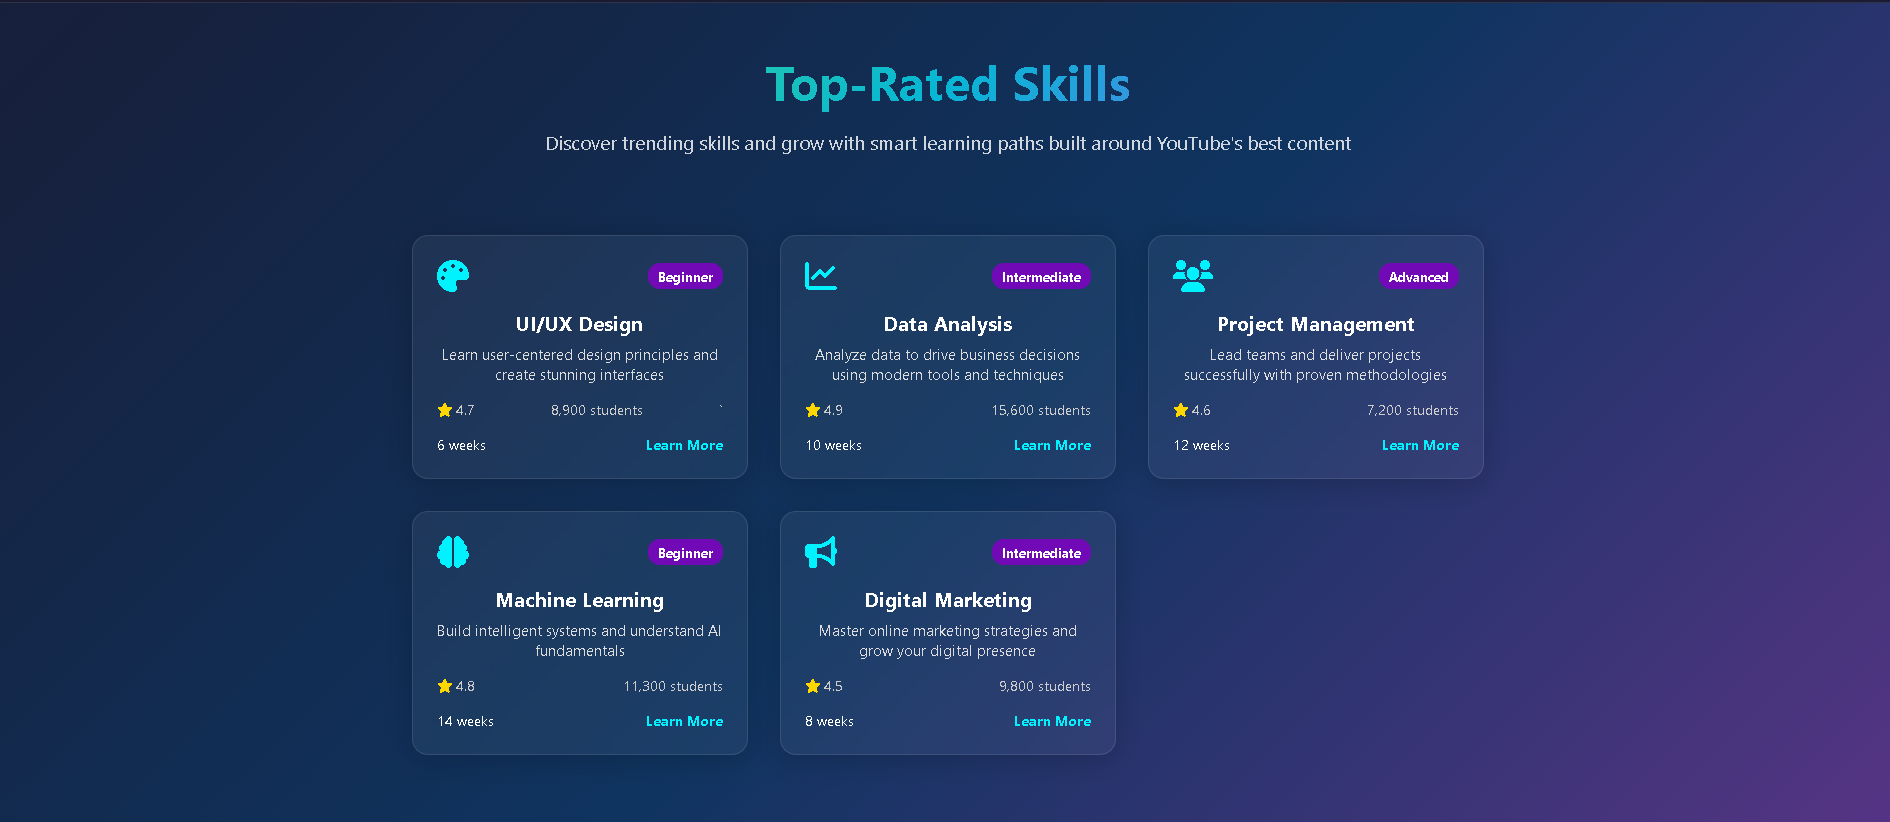 Top-Rated Skills
Discover trending skills and grow with smart learning paths built around YouTube's best content
Beginner
UI/UX Design
Learn user-centered design principles and
create stunning interfaces
4.7 8,900 students `
6 weeks Learn More
Intermediate
Data Analysis
Analyze data to drive business decisions
using modern tools and techniques
4.9 15,600 students
10 weeks Learn More
Advanced
Project Management
Lead teams and deliver projects
successfully with proven methodologies
4.6 7,200 students
12 weeks Learn More
Beginner
Machine Learning
Build intelligent systems and understand AI
fundamentals
4.8 11,300 students
14 weeks Learn More
Intermediate
Digital Marketing
Master online marketing strategies and
grow your digital presence
4.5 9,800 students
8 weeks Learn More